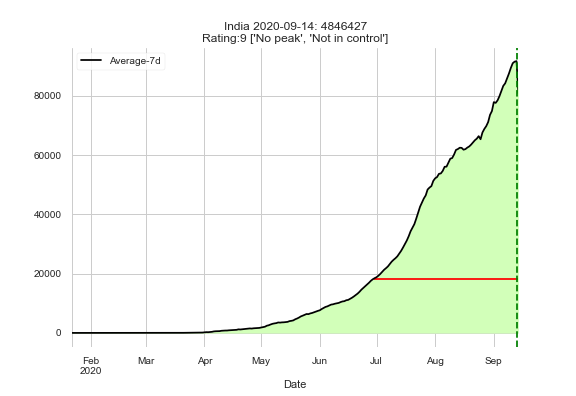 India 2020-09-14: 4846427
Rating:9 ['No peak', 'Not in control']
Average-7d
80000
60000
40000
20000
0
Feb Mar Apr May Jun Jul Aug Sep
2020
Date